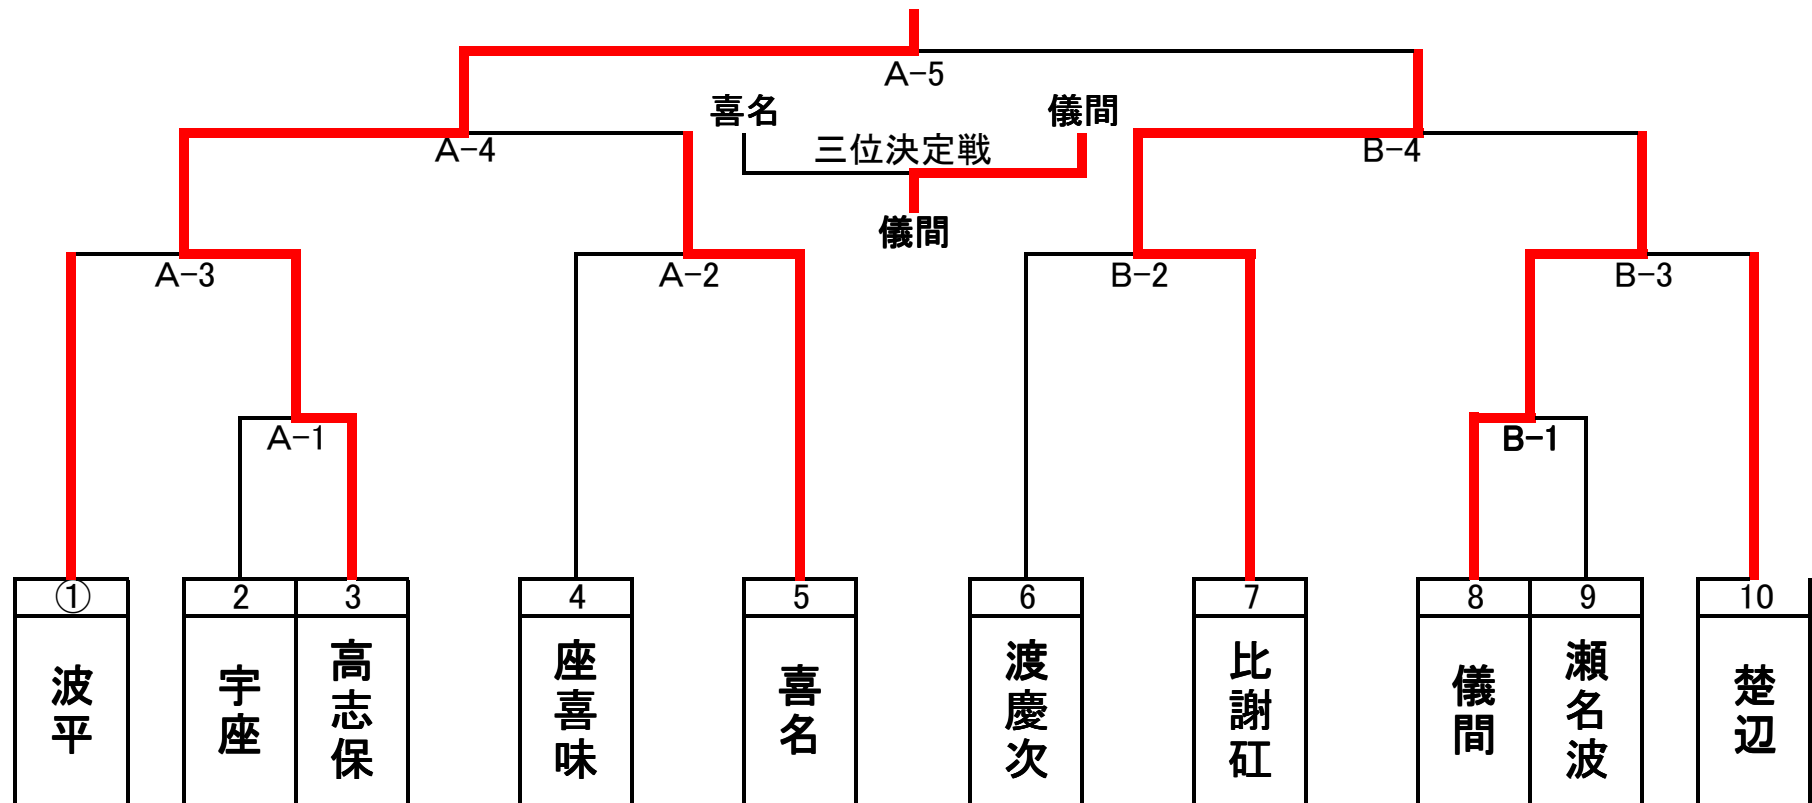 A-5
喜名
儀間
A-4
三位決定戦
B-4
儀間
A-3
A-2
B-2
B-3
A-1
B-1
① 2 3 4 5 6 7 8 9 10
波平
宇座
高志保
座喜味
喜名
渡慶次
比謝矼
儀間
瀬名波
楚辺